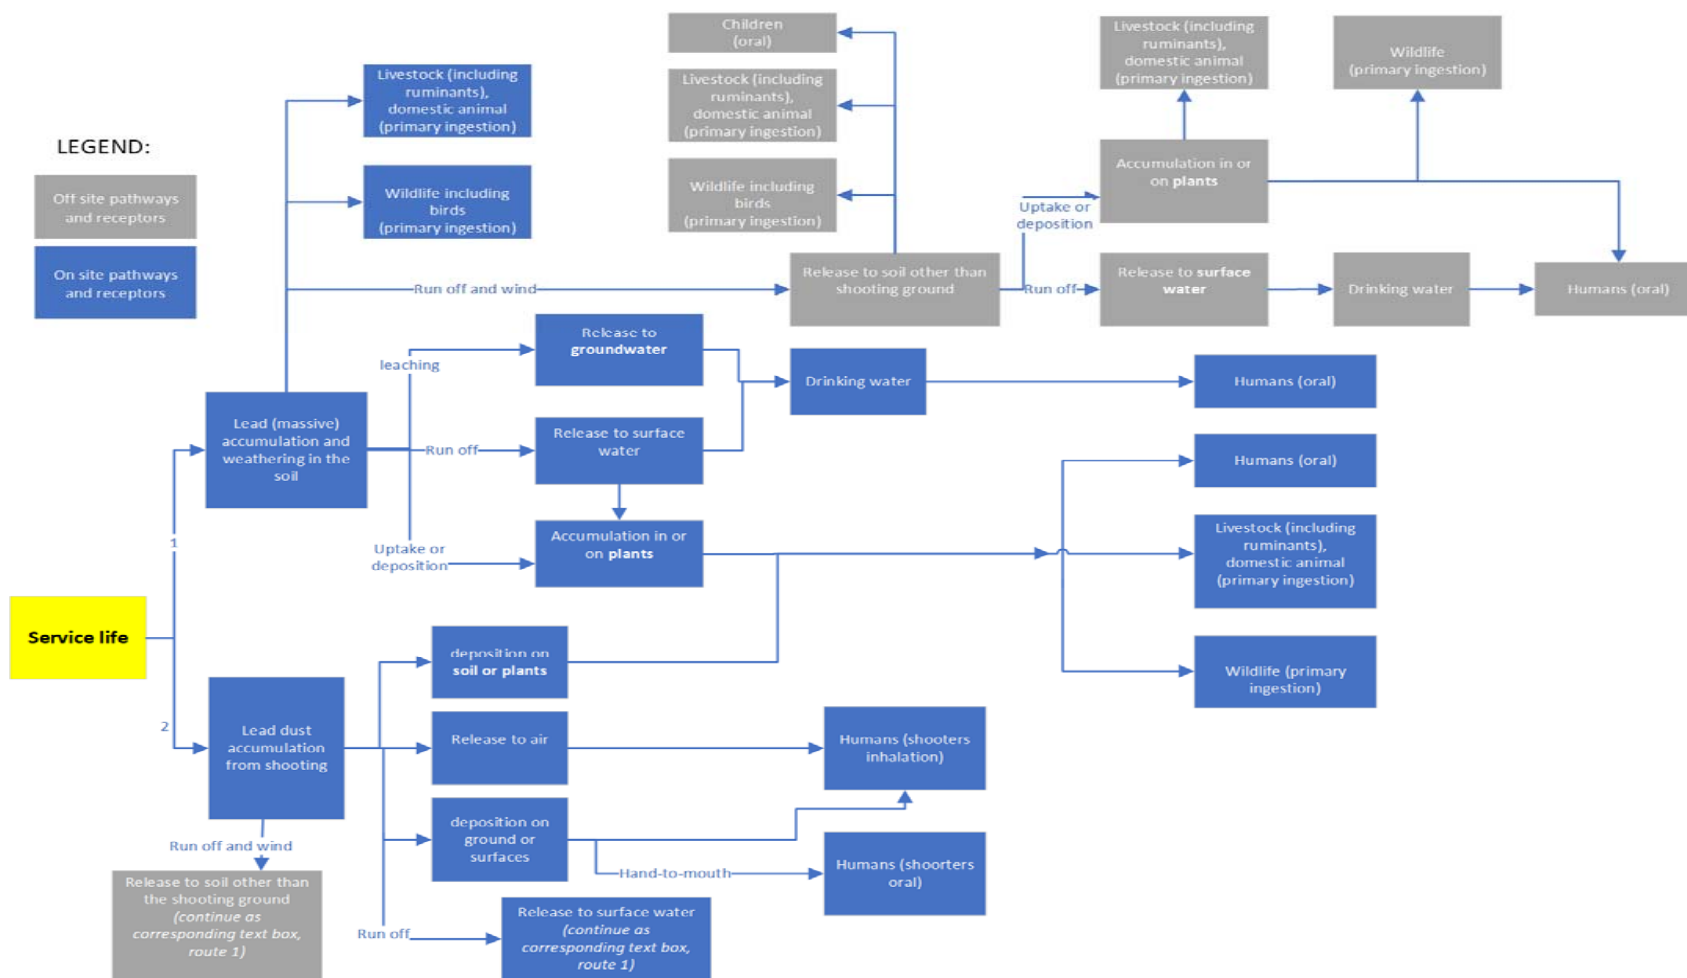 Children
(oral)
Livestock (including
ruminants),
domestic animal
(primary ingestion)
Wildlife
(primary ingestion)
Livestock (including
ruminants),
domestic animal
(primary ingestion)
Livestock (including
ruminants),
domestic animal
(primary ingestion)
LEGEND:
Off site pathways
and receptors
On site pathways
and receptors
Wildlife including
birds
(primary ingestion)
Wildlife including
birds
(primary ingestion)
Accumulation in or
on plants
Uptake or
deposition
Run off and wind
Release to soil other than
shooting ground
Run off
Release to surface
water
Drinking water
Humans (oral)
leaching
Release to
groundwater
Drinking water
Humans (oral)
Lead (massive)
accumulation and
weathering in the
soil
Run off
Release to surface
water
Humans (oral)
Uptake or
deposition
Accumulation in or
on plants
Livestock (including
ruminants),
domestic animal
(primary ingestion)
1
Service life
2
deposition on
soil or plants
Wildlife (primary
ingestion)
Lead dust
accumulation
from shooting
Release to air
Humans (shooters
inhalation)
deposition on
ground or
surfaces
Hand-to-mouth
Humans (shoorters
oral)
Run off and wind
Release to soil other than
the shooting ground
(continue as
corresponding text box,
route 1)
Run off
Release to surface water
(continue as
corresponding text box,
route 1)